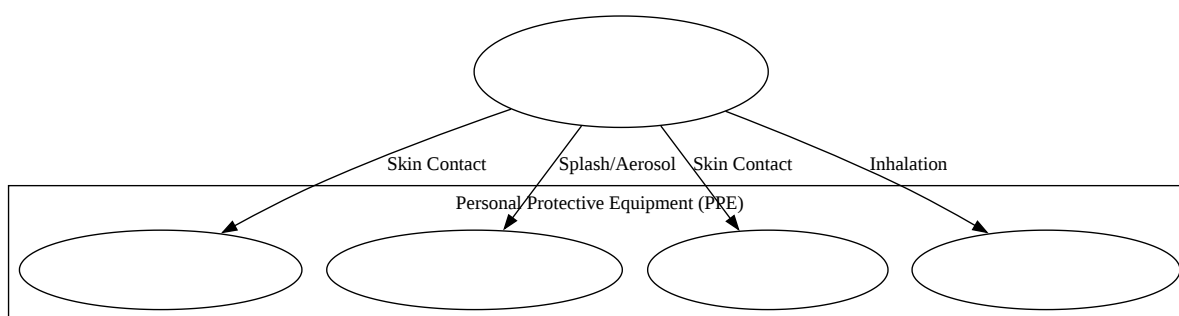 Skin Contact
Splash/Aerosol
Skin Contact
Inhalation
Personal Protective Equipment (PPE)